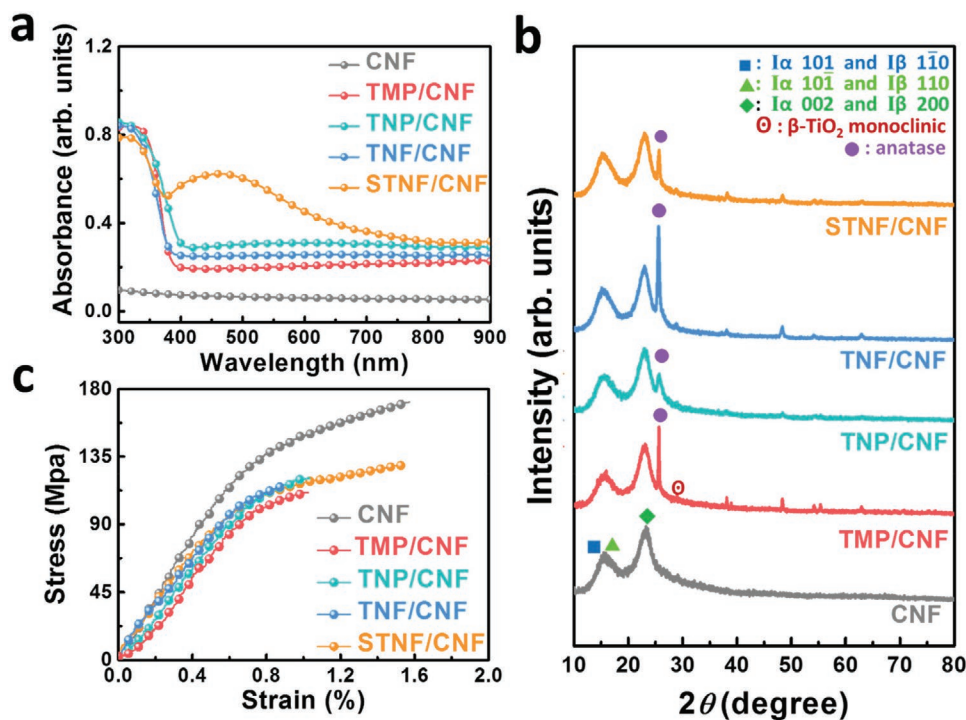 a
Absorbance (arb. units)
1.2
0.8
0.4
0.0
CNF
TMP/CNF
TNP/CNF
TNF/CNF
STNF/CNF
300 400 500 600 700 800 900
Wavelength (nm)
b
Intensity (arb. units)
: Iα 101 and Iβ 11̄0
: Iα 101̄ and Iβ 110
: Iα 002 and Iβ 200
: β-TiO₂ monoclinic
: anatase
STNF/CNF
TNF/CNF
TNP/CNF
TMP/CNF
CNF
10 20 30 40 50 60 70 80
2θ (degree)
c
Stress (Mpa)
180
135
90
45
0
CNF
TMP/CNF
TNP/CNF
TNF/CNF
STNF/CNF
0.0 0.4 0.8 1.2 1.6 2.0
Strain (%)